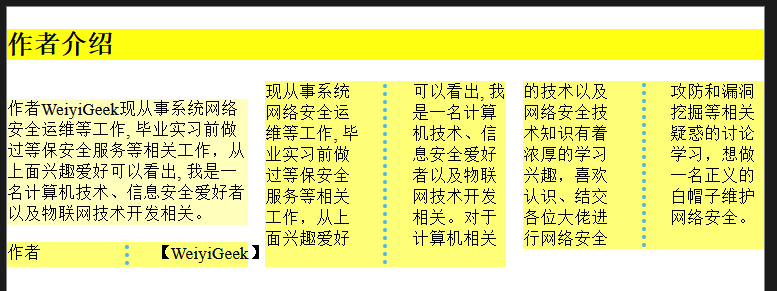 作者介绍
作者WeiyiGeek现从事系统网络
安全运维等工作, 毕业实习前做
过等保安全服务等相关工作，从
上面兴趣爱好可以看出, 我是一
名计算机技术、信息安全爱好者
以及物联网技术开发相关。
作者
【WeiyiGeek】
现从事系统
网络安全运
维等工作, 毕
业实习前做
过等保安全
服务等相关
工作，从上
面兴趣爱好
可以看出, 我
是一名计算
机技术、信
息安全爱好
者以及物联
网技术开发
相关。对于
计算机相关
的技术以及
网络安全技
术知识有着
浓厚的学习
兴趣，喜欢
认识、结交
各位大佬进
行网络安全
攻防和漏洞
挖掘等相关
疑惑的讨论
学习，想做
一名正义的
白帽子维护
网络安全。